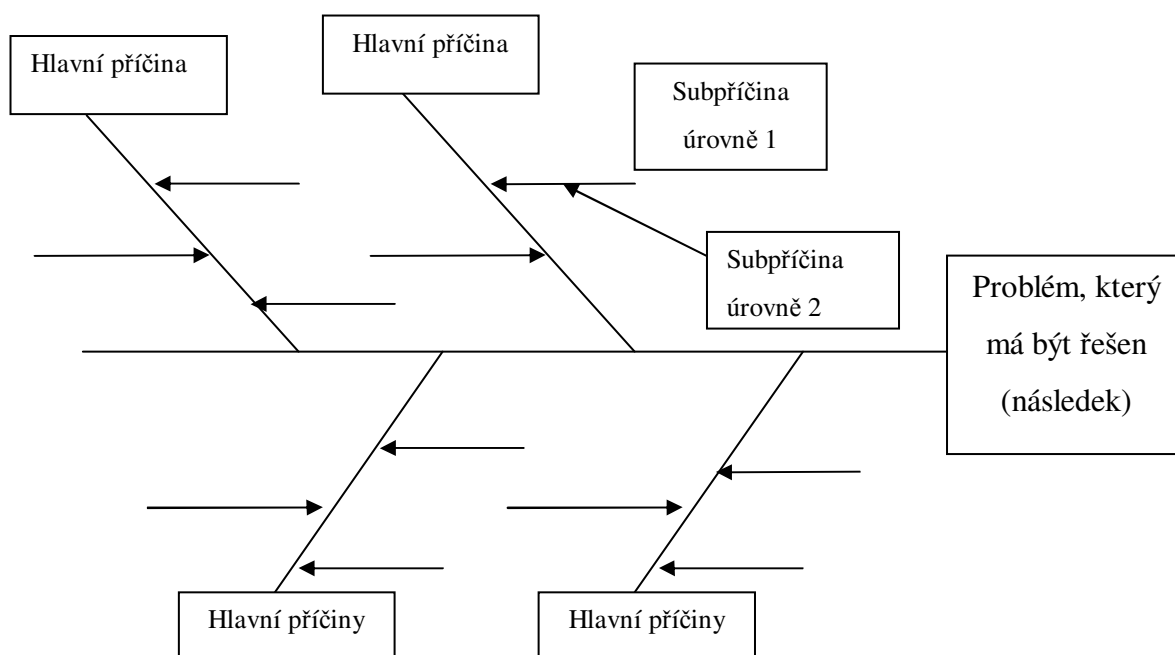 Hlavní příčina
Hlavní příčina
Subpříčina
úrovně 1
Subpříčina
úrovně 2
Problém, který
má být řešen
(následek)
Hlavní příčiny
Hlavní příčiny